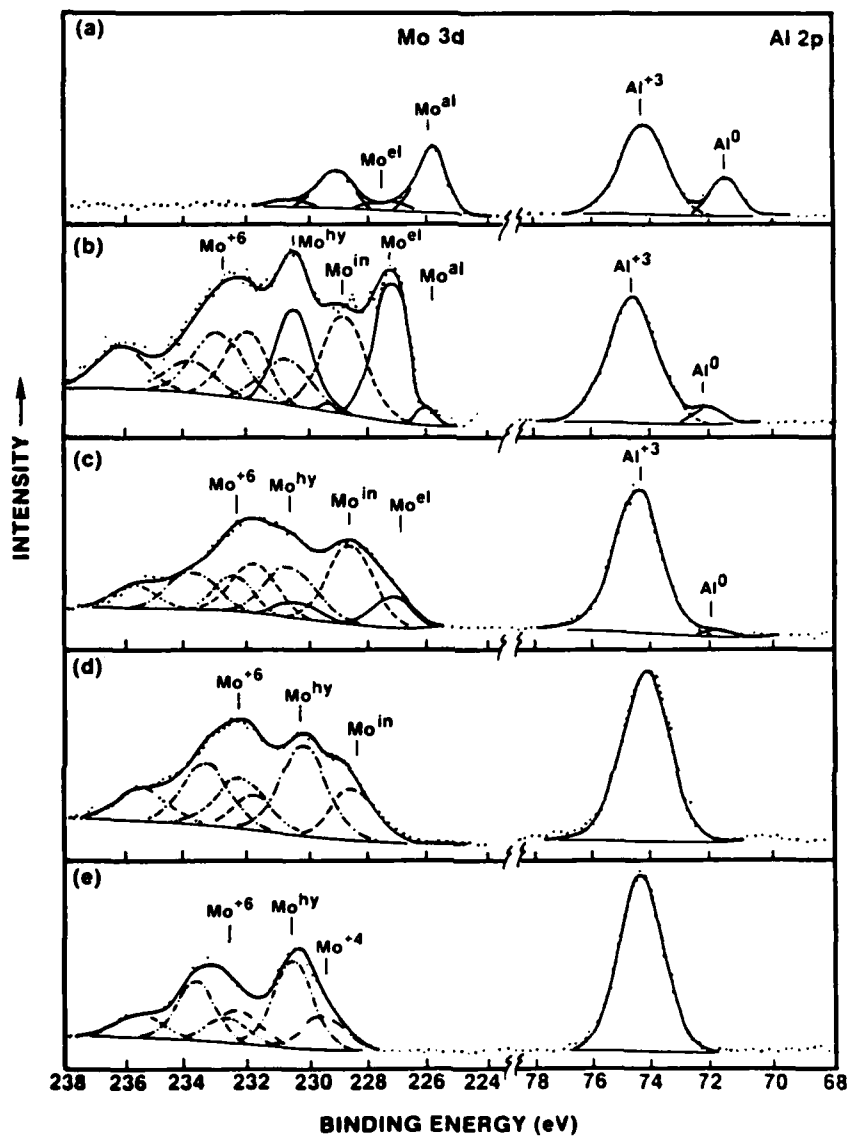 (a)
Mo 3d
Al 2p
Mo^el
Mo^al
Al^+3
Al^0
(b)
Mo^+6
Mo^hy
Mo^in
Mo^el
Mo^al
Al^+3
Al^0
(c)
Mo^+6
Mo^hy
Mo^in
Mo^el
Al^+3
Al^0
(d)
Mo^+6
Mo^hy
Mo^in
(e)
Mo^+6
Mo^hy
Mo^+4
INTENSITY →
238 236 234 232 230 228 226 224 78 76 74 72 70 68
BINDING ENERGY (eV)